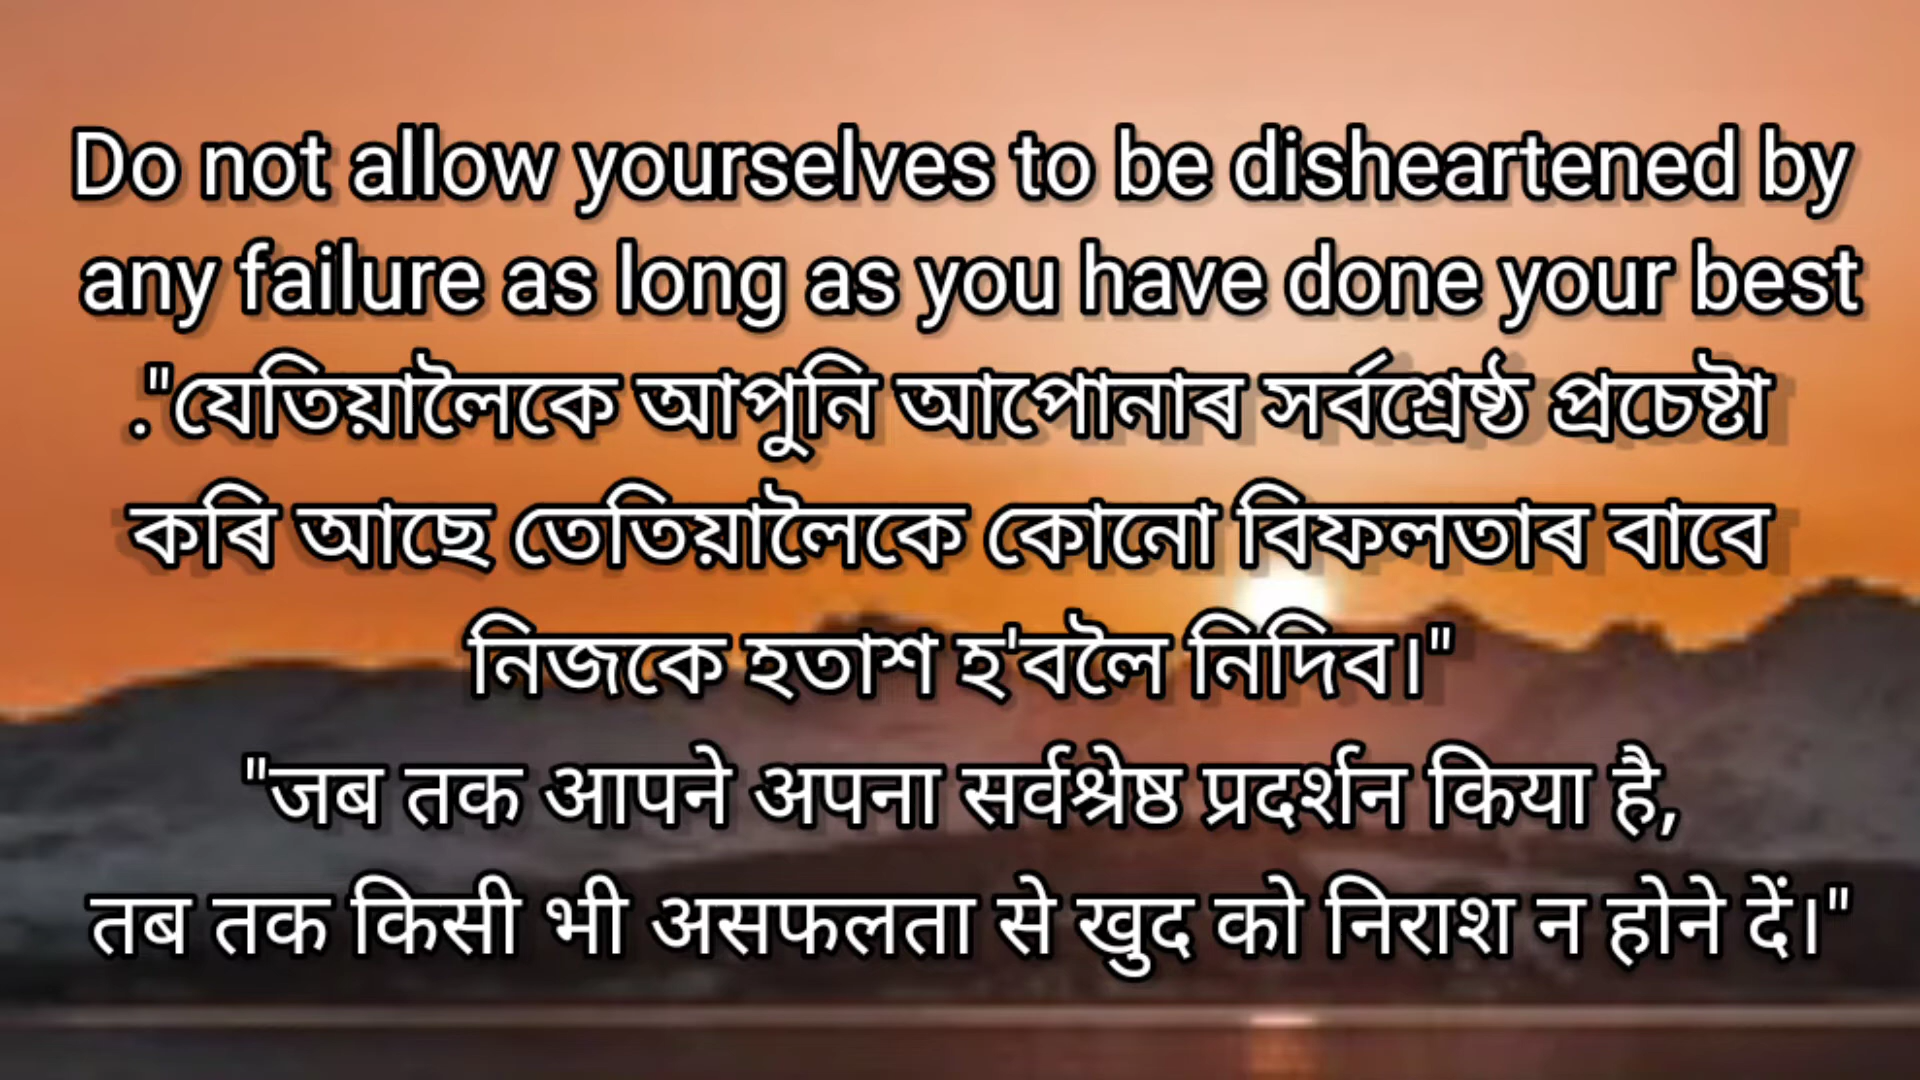 Do not allow yourselves to be disheartened by
any failure as long as you have done your best
."যেতিয়ালৈকে আপুনি আপোনাৰ সৰ্বশ্ৰেষ্ঠ প্ৰচেষ্টা
কৰি আছে তেতিয়ালৈকে কোনো বিফলতাৰ বাবে
নিজকে হতাশ হ'বলৈ নিদিব।"
"जब तक आपने अपना सर्वश्रेष्ठ प्रदर्शन किया है,
तब तक किसी भी असफलता से खुद को निराश न होने दें।"